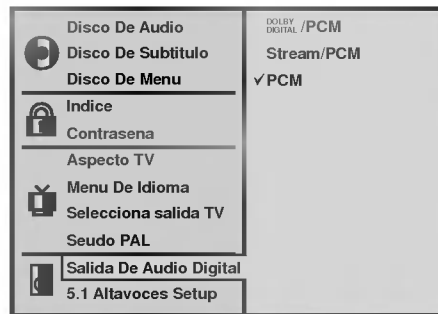 Disco De Audio
Disco De Subtitulo
Disco De Menu
Indice
Contrasena
Aspecto TV
Menu De Idioma
Selecciona salida TV
Seudo PAL
Salida De Audio Digital
5.1 Altavoces Setup
DOLBY DIGITAL /PCM
Stream/PCM
✓PCM